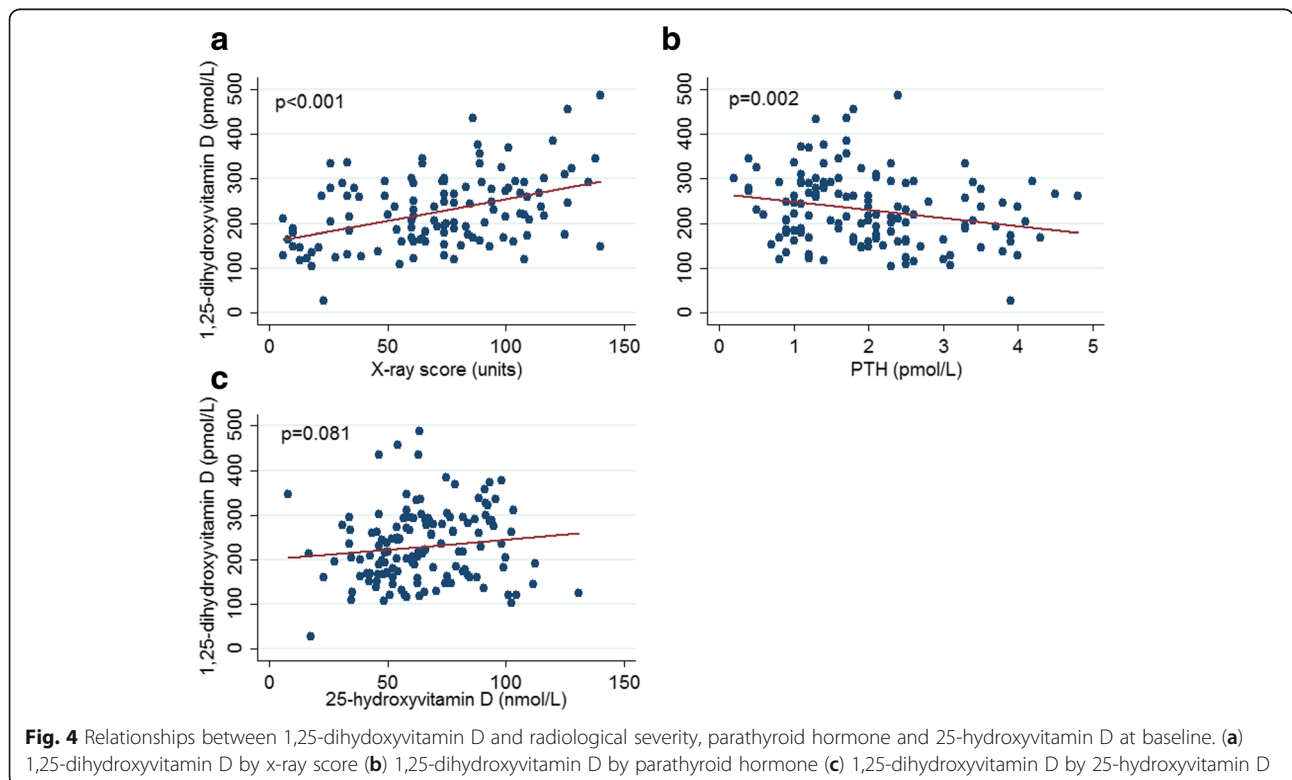 a
1,25-dihydroxyvitamin D (pmol/L)
500
400
300
200
100
0
p<0.001
0
50
100
150
X-ray score (units)
b
500
400
300
200
100
0
p=0.002
0
1
2
3
4
5
PTH (pmol/L)
c
1,25-dihydroxyvitamin D (pmol/L)
500
400
300
200
100
0
p=0.081
0
50
100
150
25-hydroxyvitamin D (nmol/L)
Fig. 4 Relationships between 1,25-dihydoxyvitamin D and radiological severity, parathyroid hormone and 25-hydroxyvitamin D at baseline. (a)
1,25-dihydroxyvitamin D by x-ray score (b) 1,25-dihydroxyvitamin D by parathyroid hormone (c) 1,25-dihydroxyvitamin D by 25-hydroxyvitamin D